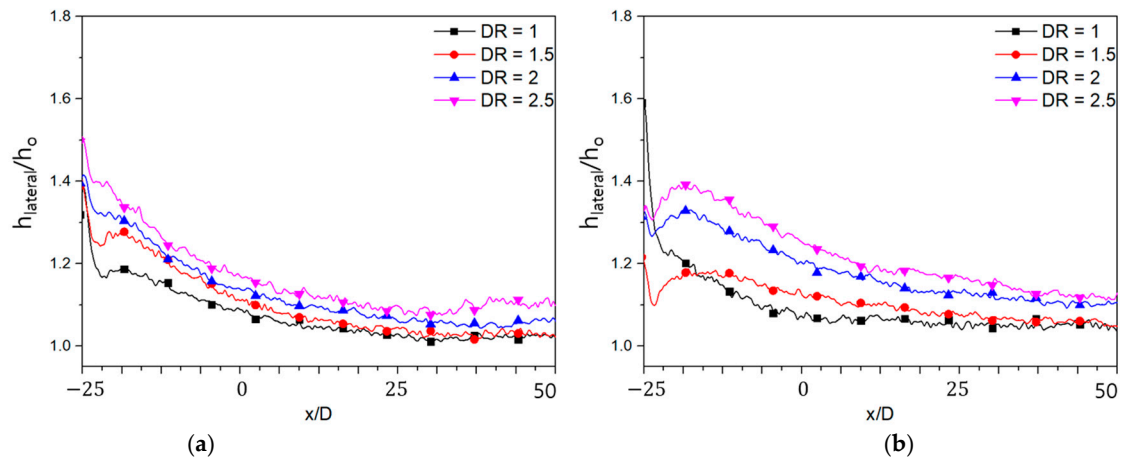 1.8
1.6
1.4
1.2
1.0
hlateral/ho
DR = 1
DR = 1.5
DR = 2
DR = 2.5
−25 0 25 50
x/D
(a)
1.8
1.6
1.4
1.2
1.0
hlateral/ho
DR = 1
DR = 1.5
DR = 2
DR = 2.5
−25 0 25 50
x/D
(b)